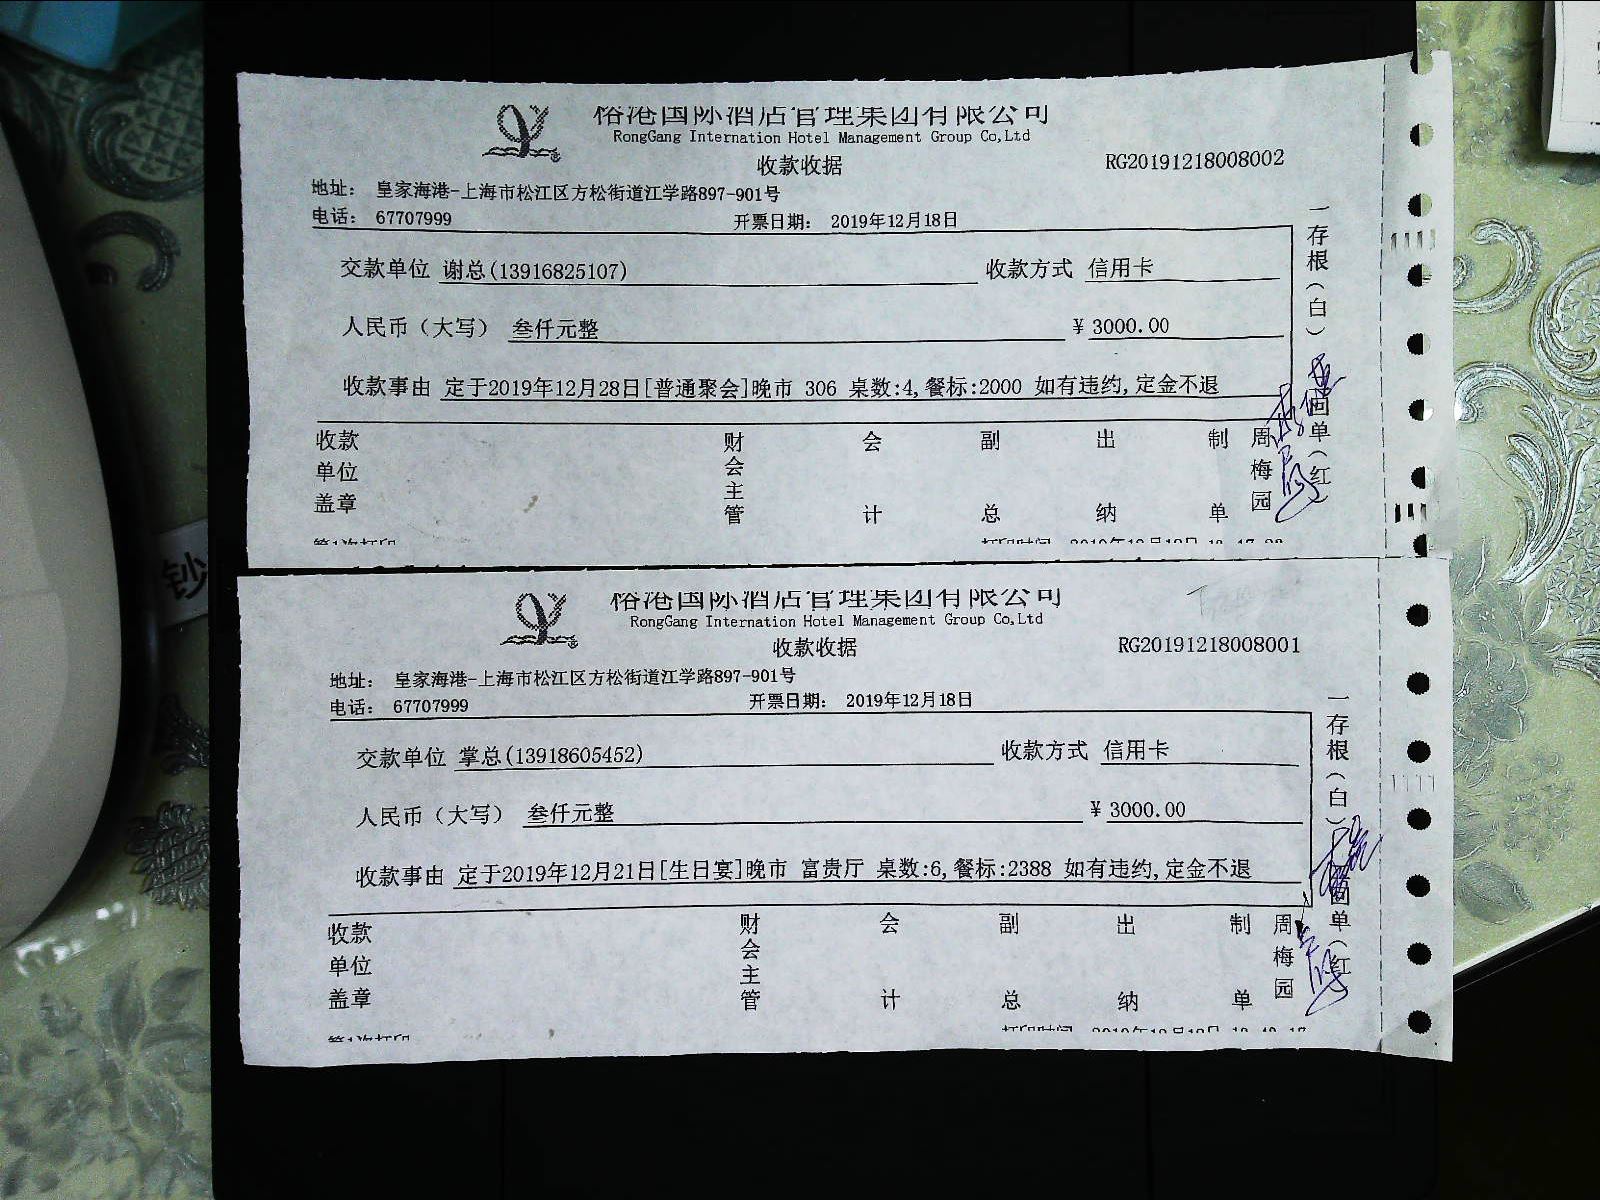 裕港国际酒店管理集团有限公司
RongGang Internation Hotel Management Group Co,Ltd
收款收据
RG20191218008002
地址： 皇家海港-上海市松江区方松街道江学路897-901号
电话： 67707999 开票日期： 2019年12月18日
交款单位 谢总(13916825107) 收款方式 信用卡
人民币（大写） 叁仟元整 ¥ 3000.00
收款事由 定于2019年12月28日[普通聚会]晚市 306 桌数:4,餐标:2000 如有违约,定金不退
一存根（白） 回单（红）
收款单位盖章 财会主管 会计 副总 出纳 制单 周梅园
第1次打印
裕港国际酒店管理集团有限公司
RongGang Internation Hotel Management Group Co,Ltd
收款收据
RG20191218008001
地址： 皇家海港-上海市松江区方松街道江学路897-901号
电话： 67707999 开票日期： 2019年12月18日
交款单位 掌总(13918605452) 收款方式 信用卡
人民币（大写） 叁仟元整 ¥ 3000.00
收款事由 定于2019年12月21日[生日宴]晚市 富贵厅 桌数:6,餐标:2388 如有违约,定金不退
一存根（白） 回单（红
收款单位盖章 财会主管 会计 副总 出纳 制单 周梅园
第1次打印
钞